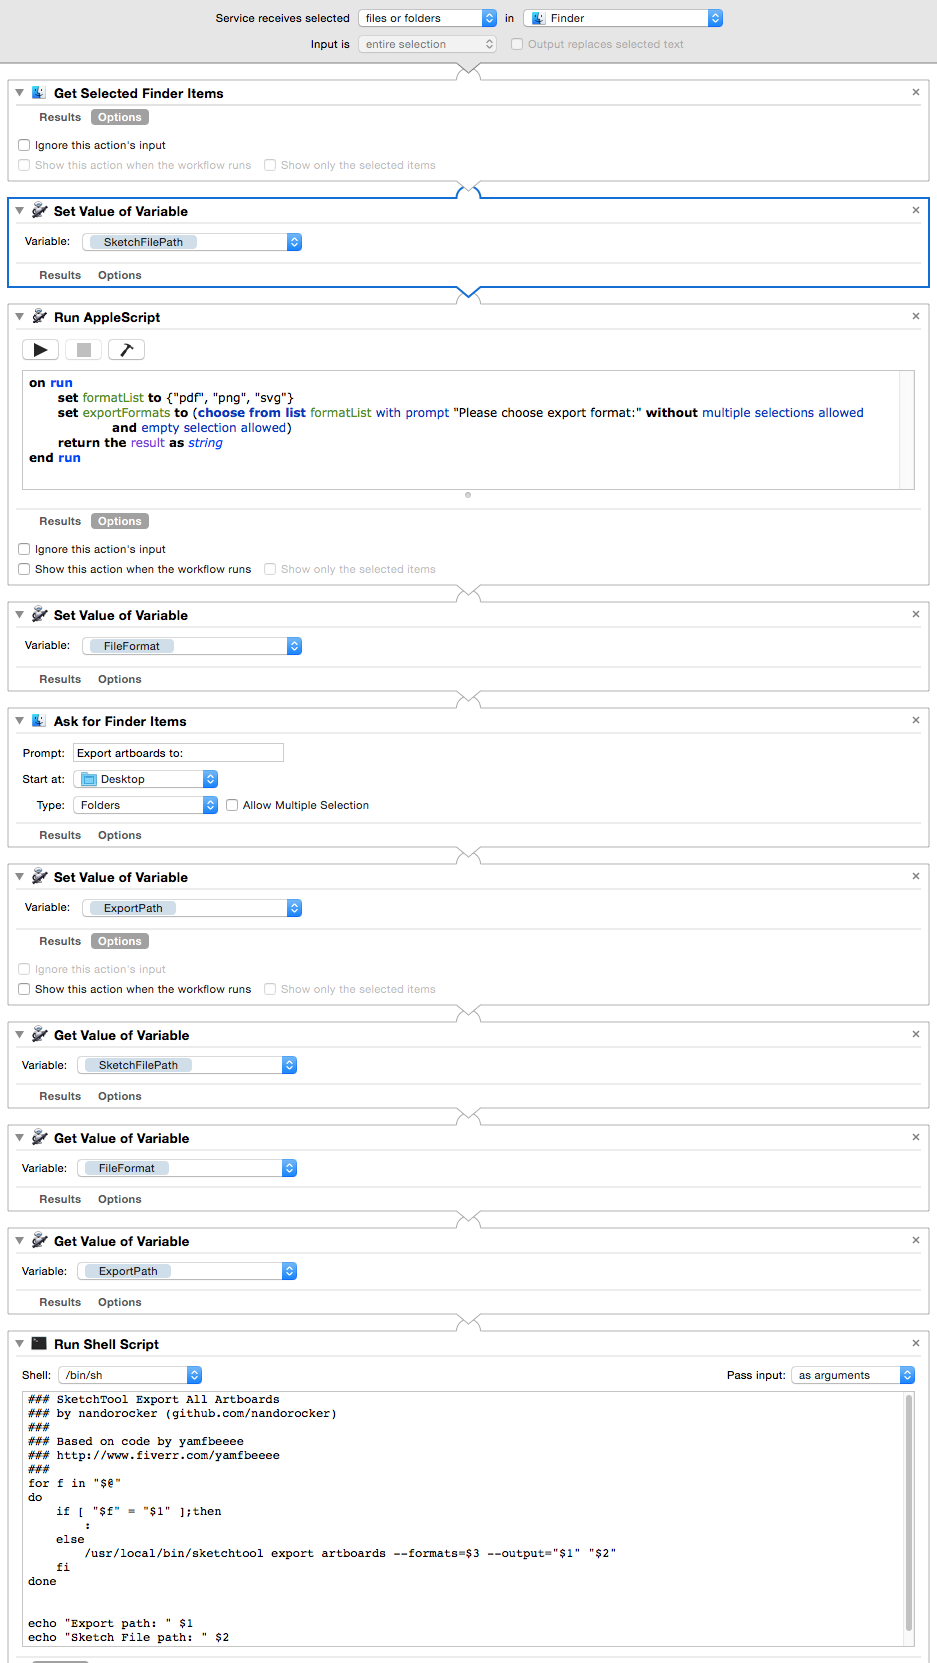 Service receives selected files or folders in Finder
Input is entire selection Output replaces selected text
Get Selected Finder Items
Results Options
Ignore this action's input
Show this action when the workflow runs Show only the selected items
Set Value of Variable
Variable: SketchFilePath
Results Options
Run AppleScript
on run
set formatList to {"pdf", "png", "svg"}
set exportFormats to (choose from list formatList with prompt "Please choose export format:" without multiple selections allowed
and empty selection allowed)
return the result as string
end run
Results Options
Ignore this action's input
Show this action when the workflow runs Show only the selected items
Set Value of Variable
Variable: FileFormat
Results Options
Ask for Finder Items
Prompt: Export artboards to:
Start at: Desktop
Type: Folders Allow Multiple Selection
Results Options
Set Value of Variable
Variable: ExportPath
Results Options
Ignore this action's input
Show this action when the workflow runs Show only the selected items
Get Value of Variable
Variable: SketchFilePath
Results Options
Get Value of Variable
Variable: FileFormat
Results Options
Get Value of Variable
Variable: ExportPath
Results Options
Run Shell Script
Shell: /bin/sh Pass input: as arguments
### SketchTool Export All Artboards
### by nandorocker (github.com/nandorocker)
###
### Based on code by yamfbeeee
### http://www.fiverr.com/yamfbeeee
###
for f in "$@"
do
if [ "$f" = "$1" ];then
:
else
/usr/local/bin/sketchtool export artboards --formats=$3 --output="$1" "$2"
fi
done
echo "Export path: " $1
echo "Sketch File path: " $2